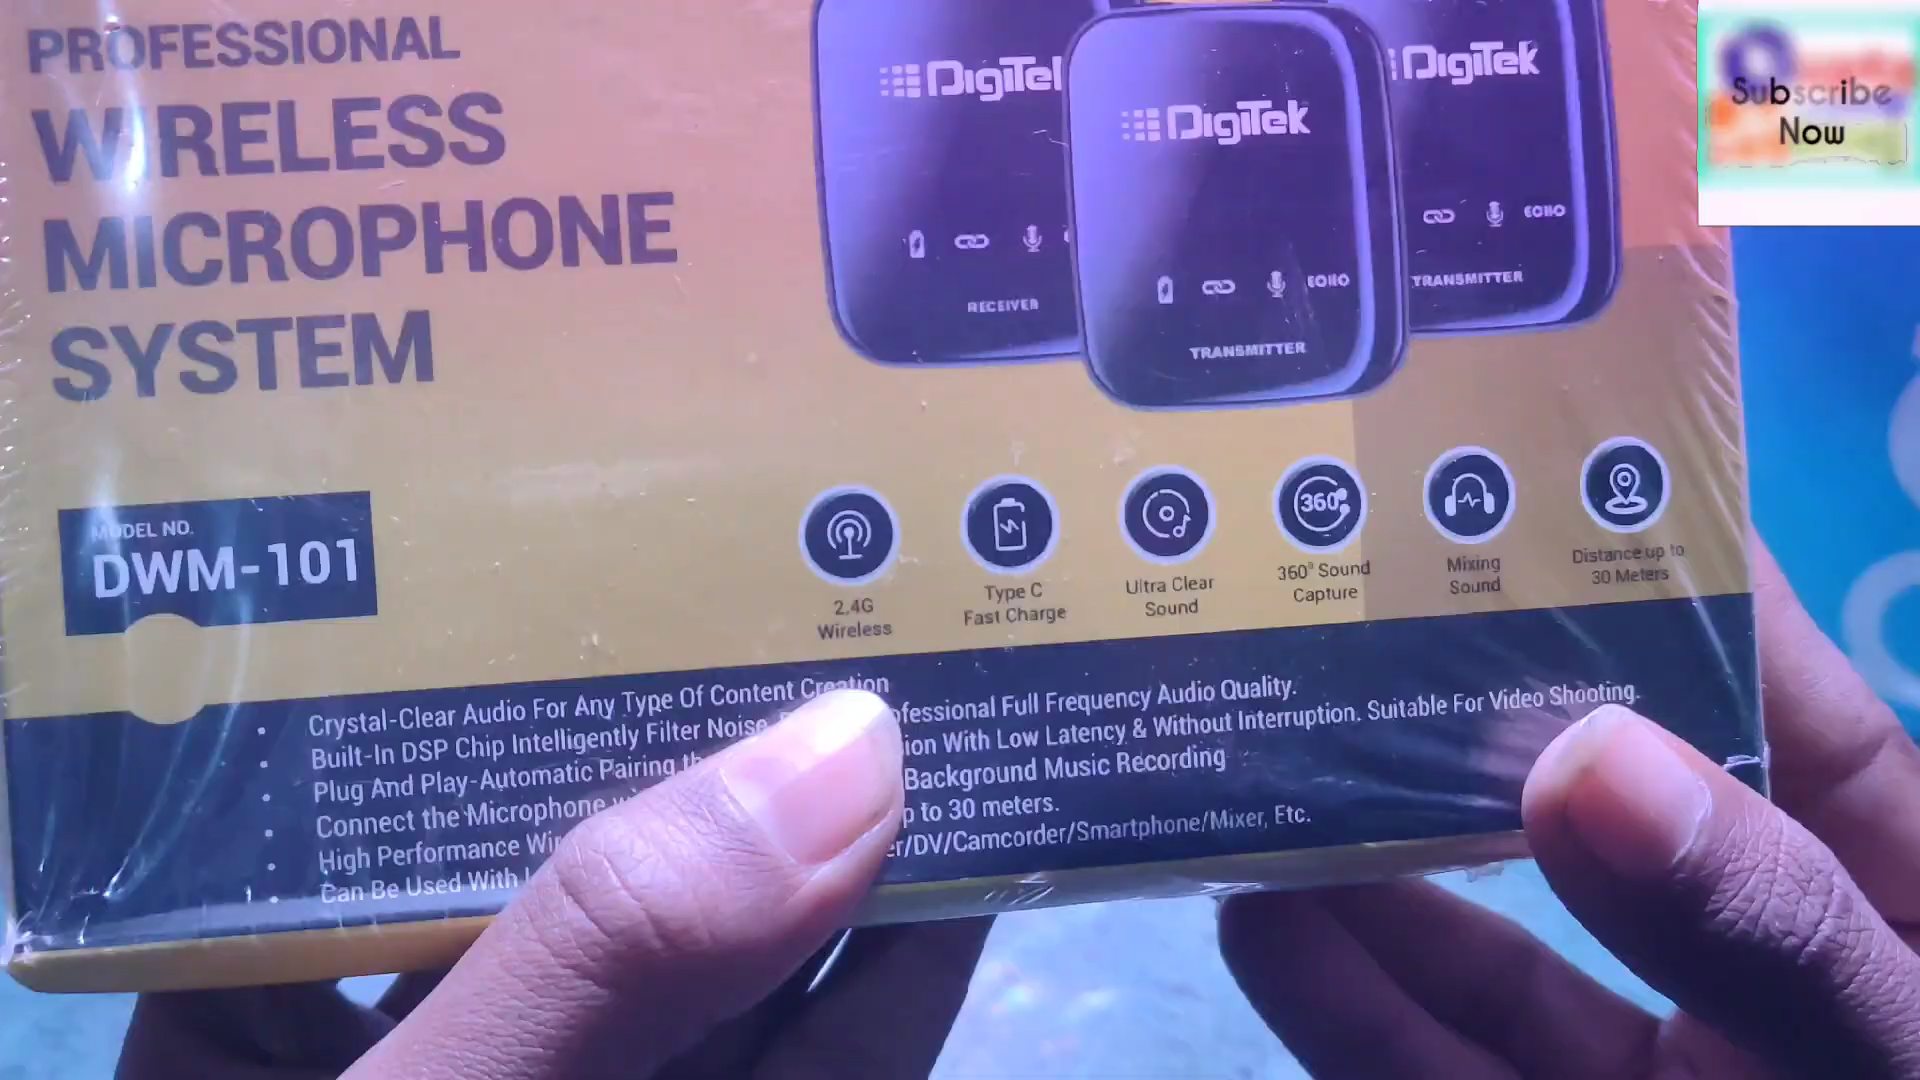 PROFESSIONAL
WIRELESS
MICROPHONE
SYSTEM
MODEL NO.
DWM-101
DigiTek
RECEIVER
DigiTek
ECHO
TRANSMITTER
DigiTek
ECHO
TRANSMITTER
Subscribe
Now
2.4G
Wireless
Type C
Fast Charge
Ultra Clear
Sound
360
360° Sound
Capture
Mixing
Sound
Distance up to
30 Meters
Crystal-Clear Audio For Any Type Of Content Creation
Built-In DSP Chip Intelligently Filter Noise. Full Frequency Audio Quality.
Plug And Play-Automatic Pairing With Low Latency & Without Interruption. Suitable For Video Shooting.
Connect the Microphone Background Music Recording
High Performance to 30 meters.
Can Be Used With /DV/Camcorder/Smartphone/Mixer, Etc.